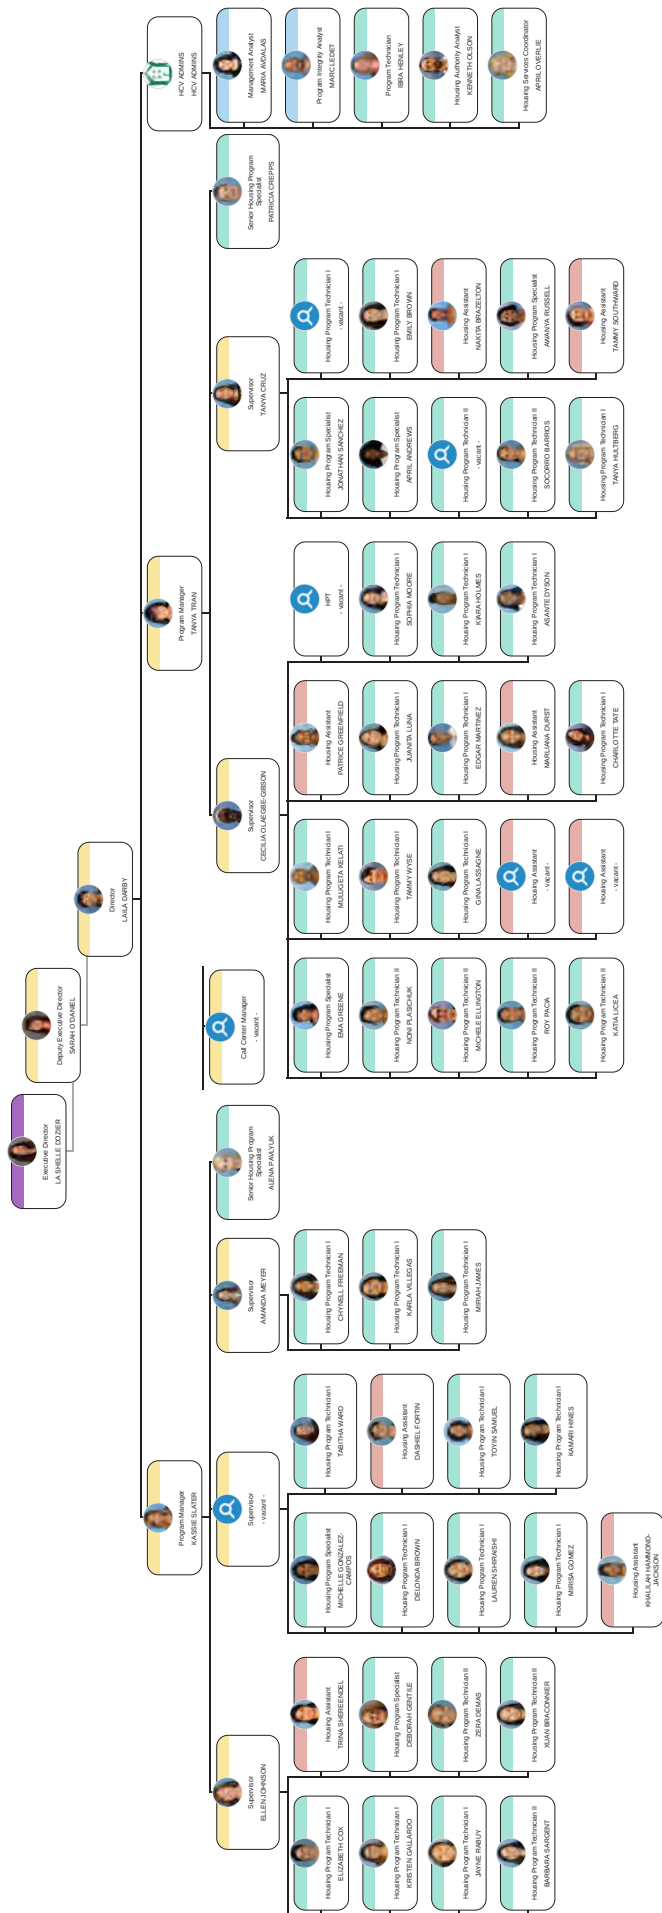 Executive Director
LA SHELLE DOZIER
Deputy Executive Director
SARAH O'DANIEL
Director
LAILA DARBY
Program Manager
KASSIE SLATER
Program Manager
TANYA TRAN
HCV ADMINS
HCV ADMINS
Supervisor
ELLEN JOHNSON
Supervisor
- vacant -
Supervisor
AMANDA MEYER
Senior Housing Program
Specialist
ALENA PAVLYUK
Call Center Manager
- vacant -
Supervisor
CECILIA OLAEGBE-GIBSON
Supervisor
TANYA CRUZ
Senior Housing Program
Specialist
PATRICIA CREPPS
Management Analyst
MARIA AVDALAS
Program Integrity Analyst
MARC LEDET
Program Technician
IBRA HENLEY
Housing Authority Analyst
KENNETH OLSON
Housing Services Coordinator
APRIL OVERLIE
Housing Program Technician I
ELIZABETH COX
Housing Program Technician I
KRISTEN GALLARDO
Housing Program Technician I
JAYNE RABUY
Housing Program Technician II
BARBARA SARGENT
Housing Assistant
TRINA SHEREENDEL
Housing Program Specialist
DEBORAH GENTILE
Housing Program Technician II
ZERA DEMAS
Housing Program Technician II
XUAN BRACONNIER
Housing Program Specialist
MICHELLE GONZALEZ-
CAMPOS
Housing Program Technician I
DELONDA BROWN
Housing Program Technician I
LAUREN SHIRAISHI
Housing Program Technician I
MIRISA GOMEZ
Housing Assistant
KHALILAH HAMMOND-
JACKSON
Housing Program Technician I
TABITHA WARD
Housing Assistant
DASHIEL FORTIN
Housing Program Technician I
TOYIN SAMUEL
Housing Program Technician I
KAMARI HINES
Housing Program Technician I
CHYNELL FREEMAN
Housing Program Technician I
KARLA VILLEGAS
Housing Program Technician I
MIRIAH JAMES
Housing Program Specialist
EMA GREENE
Housing Program Technician II
NONI PLASICHUK
Housing Program Technician II
MICHELE ELLINGTON
Housing Program Technician II
ROY PACIA
Housing Program Technician II
KATIA LICEA
Housing Program Technician I
MULUGETA KELATI
Housing Program Technician I
TAMMY WYSE
Housing Program Technician I
GINA LASSAGNE
Housing Assistant
- vacant -
Housing Assistant
- vacant -
Housing Assistant
PATRICE GREENFIELD
Housing Program Technician I
JUANITA LUNA
Housing Program Technician I
EDGAR MARTINEZ
Housing Assistant
MARLIANA DURST
Housing Program Technician I
CHARLOTTE TATE
HPT
- vacant -
Housing Program Technician I
SOPHIA MOORE
Housing Program Technician I
KIARA HOLMES
Housing Program Technician I
ASANTE DYSON
Housing Program Specialist
JONATHAN SANCHEZ
Housing Program Specialist
APRIL ANDREWS
Housing Program Technician II
- vacant -
Housing Program Technician II
SOCORRO BARROS
Housing Program Technician I
TANYA HULTBERG
Housing Program Technician I
- vacant -
Housing Program Technician I
EMILY BROWN
Housing Assistant
NAKITA BRAZELTON
Housing Program Specialist
AWANYA RUSSELL
Housing Assistant
TAMMY SOUTHWARD